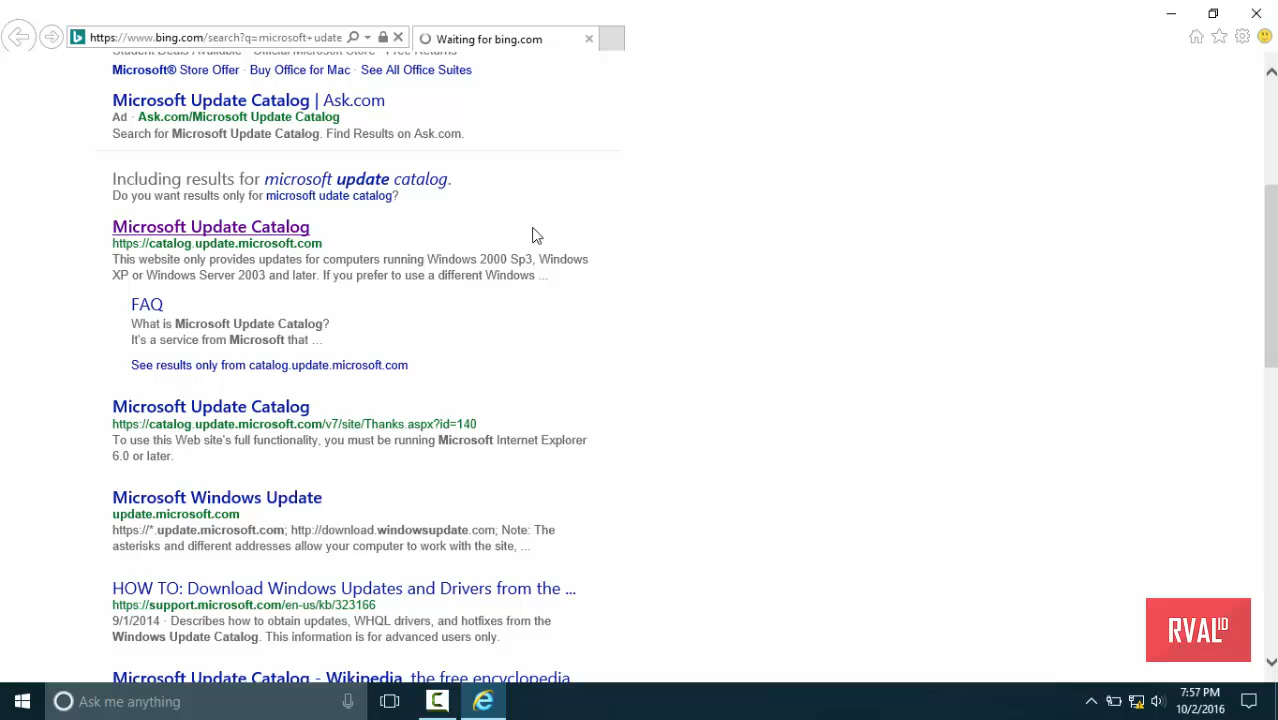 https://www.bing.com/search?q=microsoft+udate
Waiting for bing.com
Student Deals Available · Official Microsoft Store · Free Returns
Microsoft® Store Offer · Buy Office for Mac · See All Office Suites
Microsoft Update Catalog | Ask.com
Ad · Ask.com/Microsoft Update Catalog
Search for Microsoft Update Catalog. Find Results on Ask.com.
Including results for microsoft update catalog.
Do you want results only for microsoft udate catalog?
Microsoft Update Catalog
https://catalog.update.microsoft.com
This website only provides updates for computers running Windows 2000 Sp3, Windows
XP or Windows Server 2003 and later. If you prefer to use a different Windows ...
FAQ
What is Microsoft Update Catalog?
It's a service from Microsoft that ...
See results only from catalog.update.microsoft.com
Microsoft Update Catalog
https://catalog.update.microsoft.com/v7/site/Thanks.aspx?id=140
To use this Web site's full functionality, you must be running Microsoft Internet Explorer
6.0 or later.
Microsoft Windows Update
update.microsoft.com
https://*.update.microsoft.com; http://download.windowsupdate.com; Note: The
asterisks and different addresses allow your computer to work with the site, ...
HOW TO: Download Windows Updates and Drivers from the ...
https://support.microsoft.com/en-us/kb/323166
9/1/2014 · Describes how to obtain updates, WHQL drivers, and hotfixes from the
Windows Update Catalog. This information is for advanced users only.
Microsoft Update Catalog - Wikipedia, the free encyclopedia
RVAL ID
Ask me anything
7:57 PM
10/2/2016